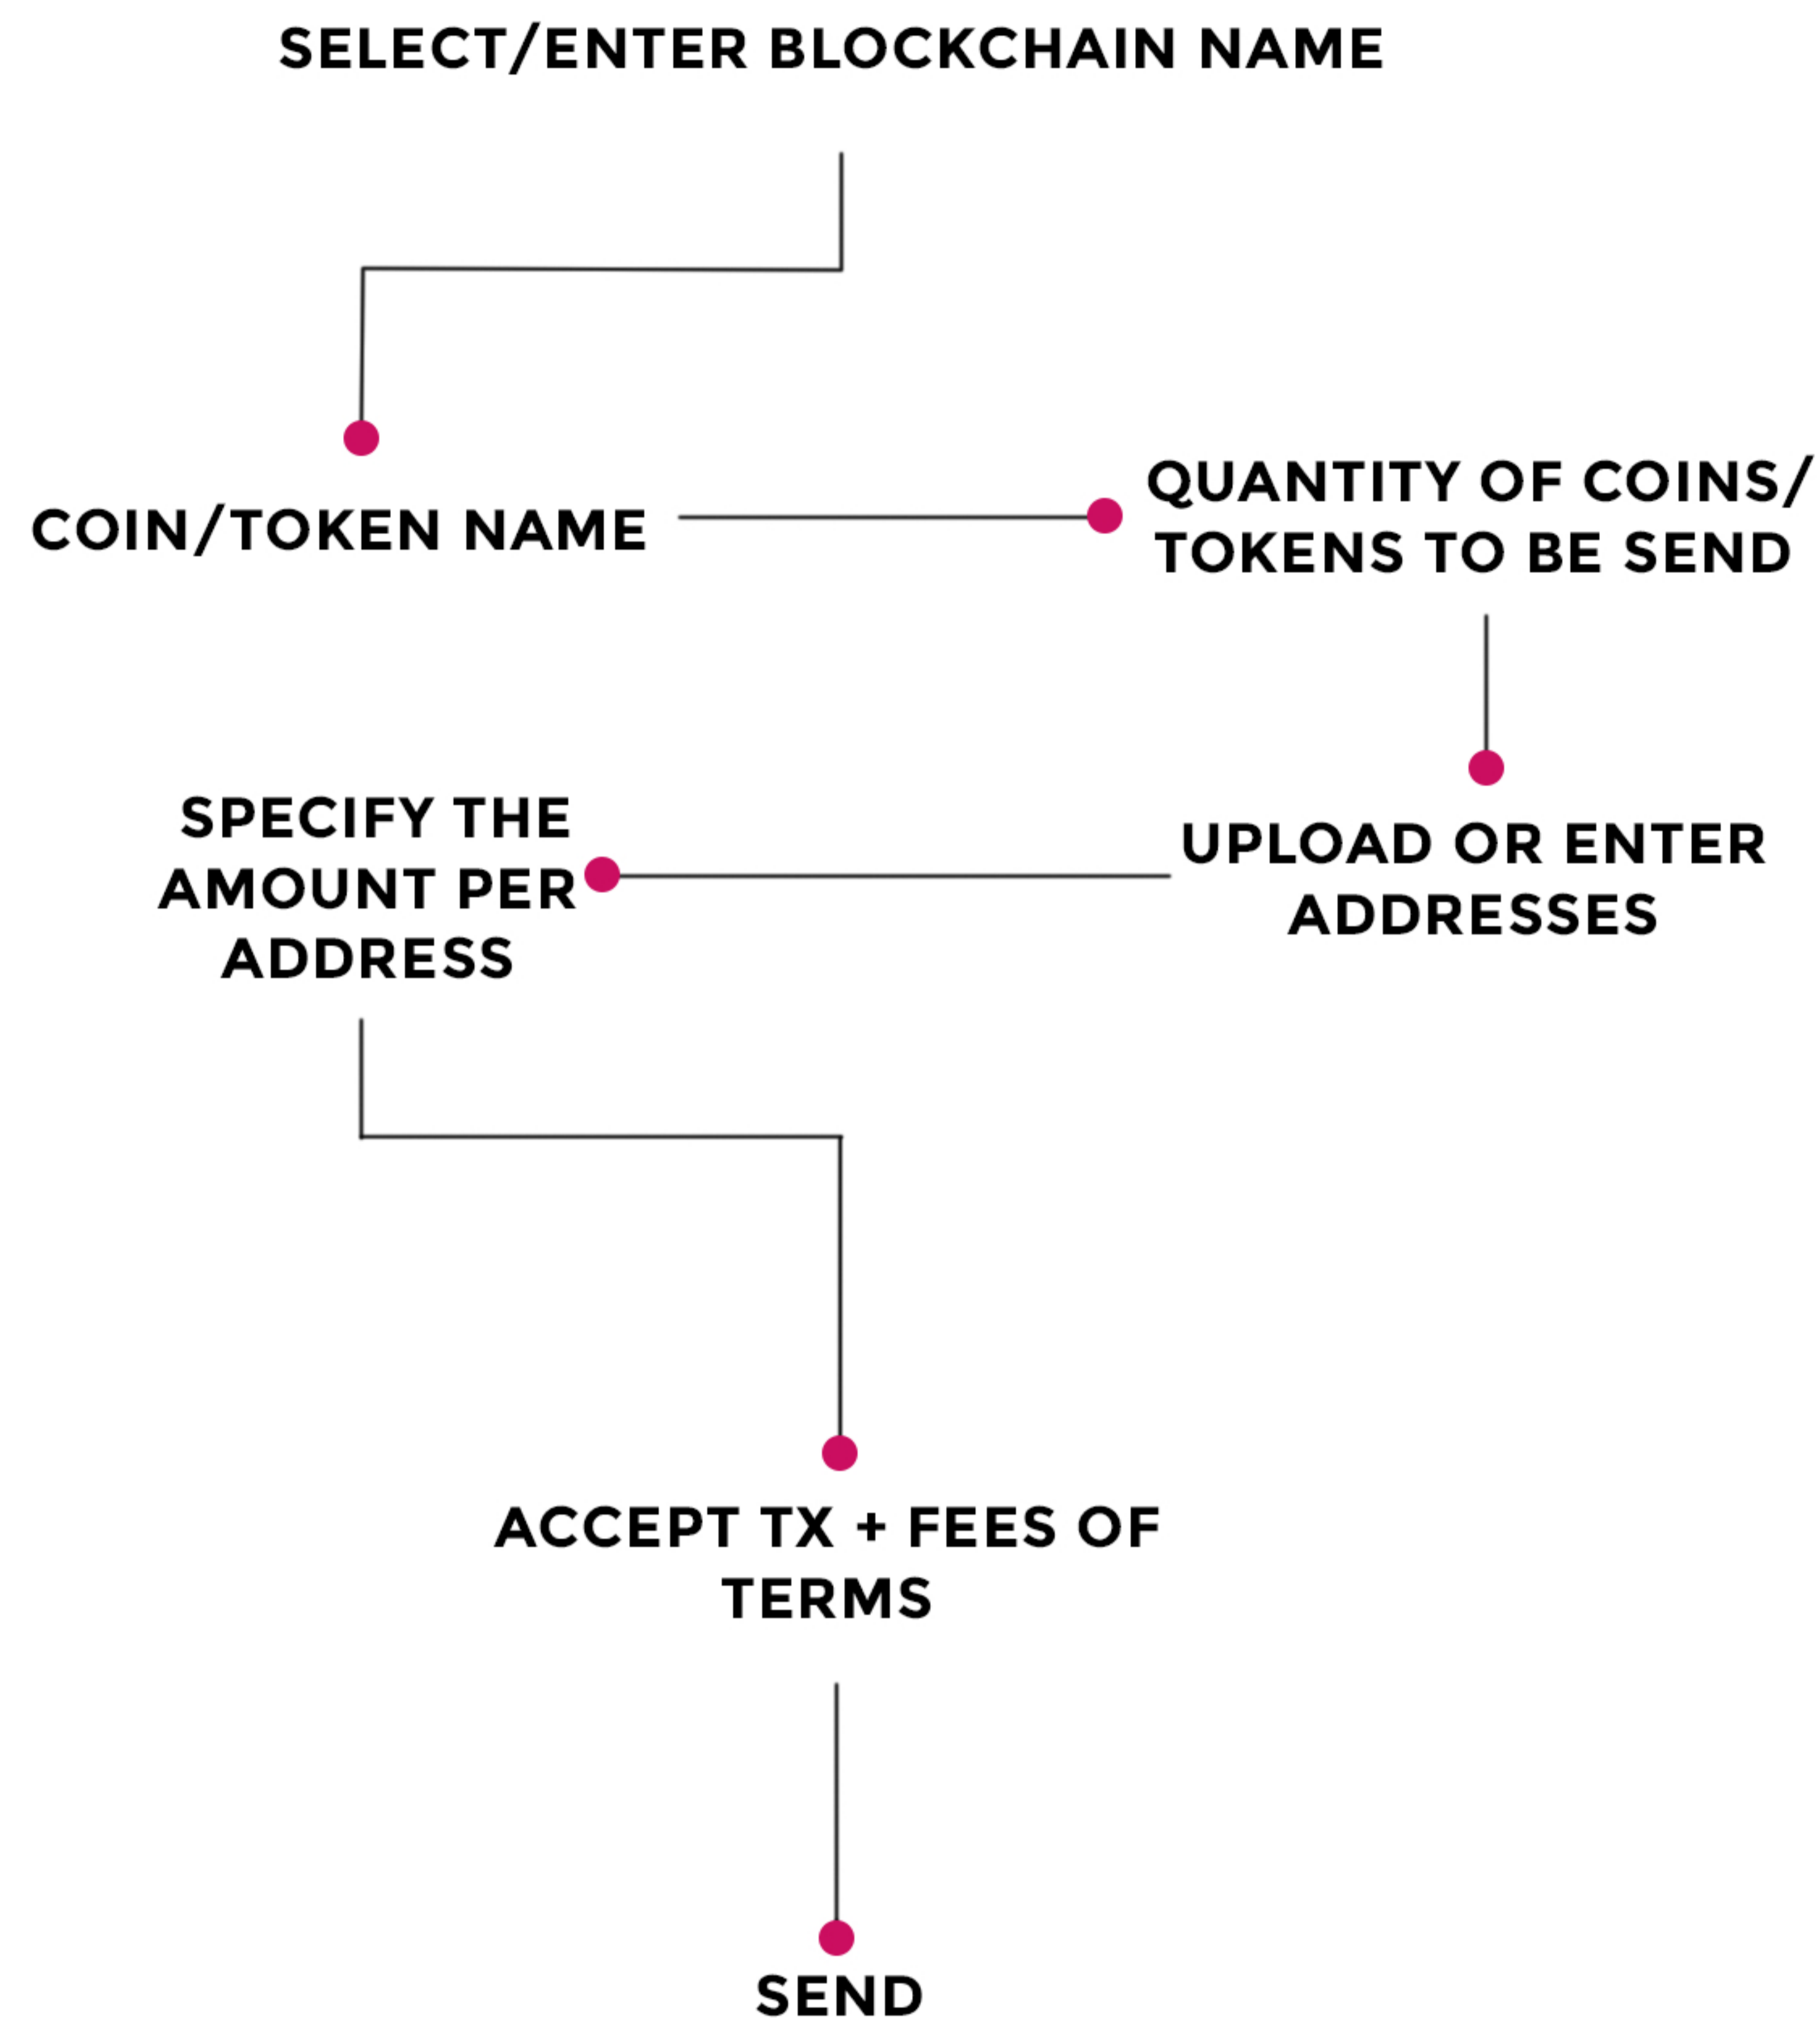 SELECT/ENTER BLOCKCHAIN NAME
COIN/TOKEN NAME
QUANTITY OF COINS/
TOKENS TO BE SEND
UPLOAD OR ENTER
ADDRESSES
SPECIFY THE
AMOUNT PER
ADDRESS
ACCEPT TX + FEES OF
TERMS
SEND